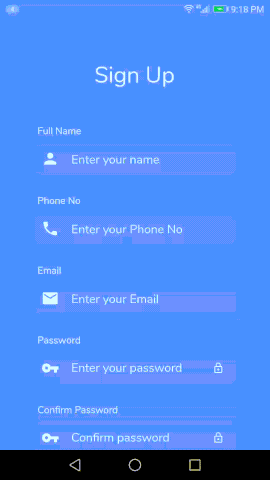 9:18 PM
Sign Up
Full Name
Enter your name
Phone No
Enter your Phone No
Email
Enter your Email
Password
Enter your password
Confirm Password
Confirm password